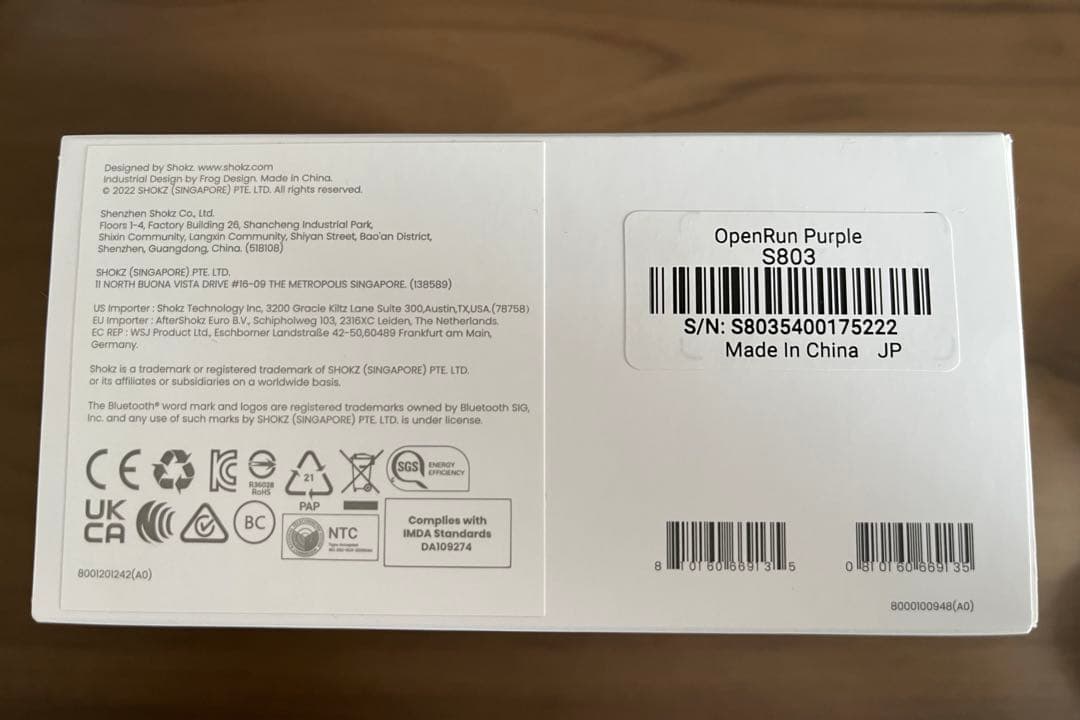 Designed by Shokz. www.shokz.com
Industrial Design by Frog Design. Made in China.
© 2022 SHOKZ (SINGAPORE) PTE. LTD. All rights reserved.
Shenzhen Shokz Co., Ltd.
Floors 1-4, Factory Building 26, Shancheng Industrial Park,
Shixin Community, Langxin Community, Shiyan Street, Bao'an District,
Shenzhen, Guangdong, China. (518108)
SHOKZ (SINGAPORE) PTE. LTD.
11 NORTH BUONA VISTA DRIVE #16-09 THE METROPOLIS SINGAPORE. (138589)
US Importer : Shokz Technology Inc, 3200 Gracie Kiltz Lane Suite 300,Austin,TX,USA.(78758)
EU Importer : AfterShokz Euro B.V., Schipholweg 103, 2316XC Leiden, The Netherlands.
EC REP : WSJ Product Ltd., Eschborner Landstraße 42-50,60489 Frankfurt am Main,
Germany.
Shokz is a trademark or registered trademark of SHOKZ (SINGAPORE) PTE. LTD.
or its affiliates or subsidiaries on a worldwide basis.
The Bluetooth® word mark and logos are registered trademarks owned by Bluetooth SIG,
Inc. and any use of such marks by SHOKZ (SINGAPORE) PTE. LTD. is under license.
CE
R36028
RoHS
21
PAP
SGS
ENERGY
EFFICIENCY
UK
CA
BC
NTC
Complies with
IMDA Standards
DA109274
8001201242(A0)
OpenRun Purple
S803
S/N: S8035400175222
Made In China JP
8 10160 66913 5
0 810160 669135
8000100948(A0)